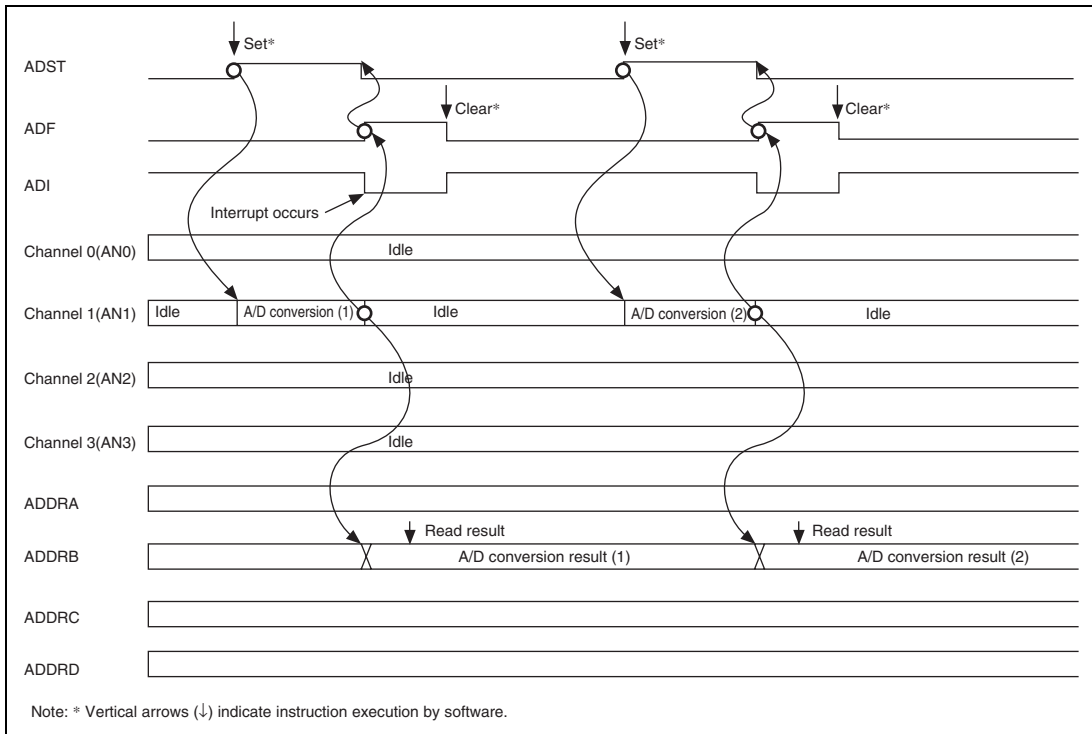 Set*
Set*
ADST
Clear*
Clear*
ADF
ADI
Interrupt occurs
Channel 0(AN0)
Idle
Channel 1(AN1)
Idle
A/D conversion (1)
Idle
A/D conversion (2)
Idle
Channel 2(AN2)
Idle
Channel 3(AN3)
Idle
ADDRA
Read result
Read result
ADDRB
A/D conversion result (1)
A/D conversion result (2)
ADDRC
ADDRD
Note: * Vertical arrows (↓) indicate instruction execution by software.